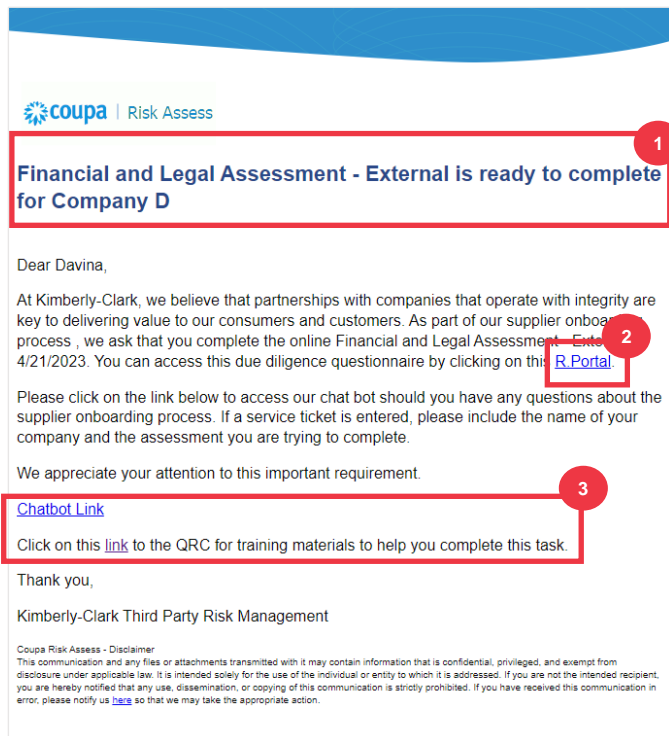 coupa | Risk Assess
1
Financial and Legal Assessment - External is ready to complete
for Company D
Dear Davina,
At Kimberly-Clark, we believe that partnerships with companies that operate with integrity are
key to delivering value to our consumers and customers. As part of our supplier
process , we ask that you complete the online Financial and Legal Assessment -
2
4/21/2023. You can access this due diligence questionnaire by clicking on this R.Portal.
Please click on the link below to access our chat bot should you have any questions about the
supplier onboarding process. If a service ticket is entered, please include the name of your
company and the assessment you are trying to complete.
We appreciate your attention to this important requirement.
3
Chatbot Link
Click on this link to the QRC for training materials to help you complete this task.
Thank you,
Kimberly-Clark Third Party Risk Management
Coupa Risk Assess - Disclaimer
This communication and any files or attachments transmitted with it may contain information that is confidential, privileged, and exempt from
disclosure under applicable law. It is intended solely for the use of the individual or entity to which it is addressed. If you are not the intended recipient,
you are hereby notified that any use, dissemination, or copying of this communication is strictly prohibited. If you have received this communication in
error, please notify us here so that we may take the appropriate action.